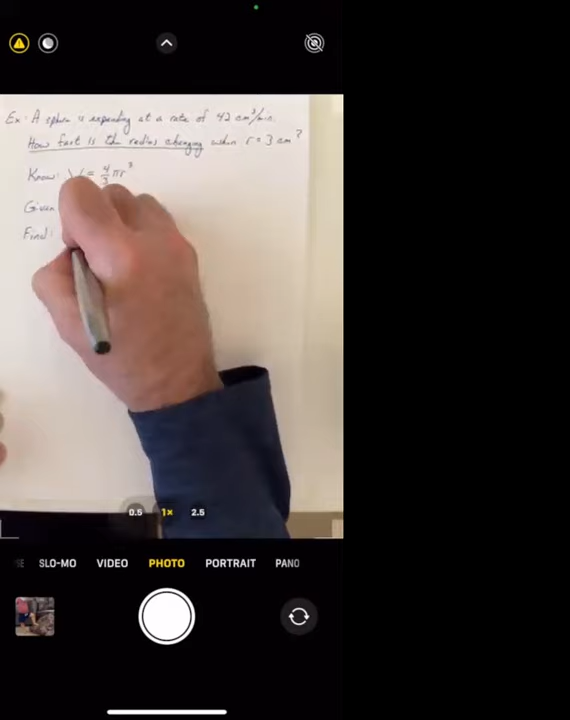 Ex: A sphere is expanding at a rate of 42 cm³/min.
How fast is the radius changing when r = 3 cm?
Know: V = 4/3 πr³
Given
Find:
0.5 1× 2.5
SLO-MO VIDEO PHOTO PORTRAIT PANO